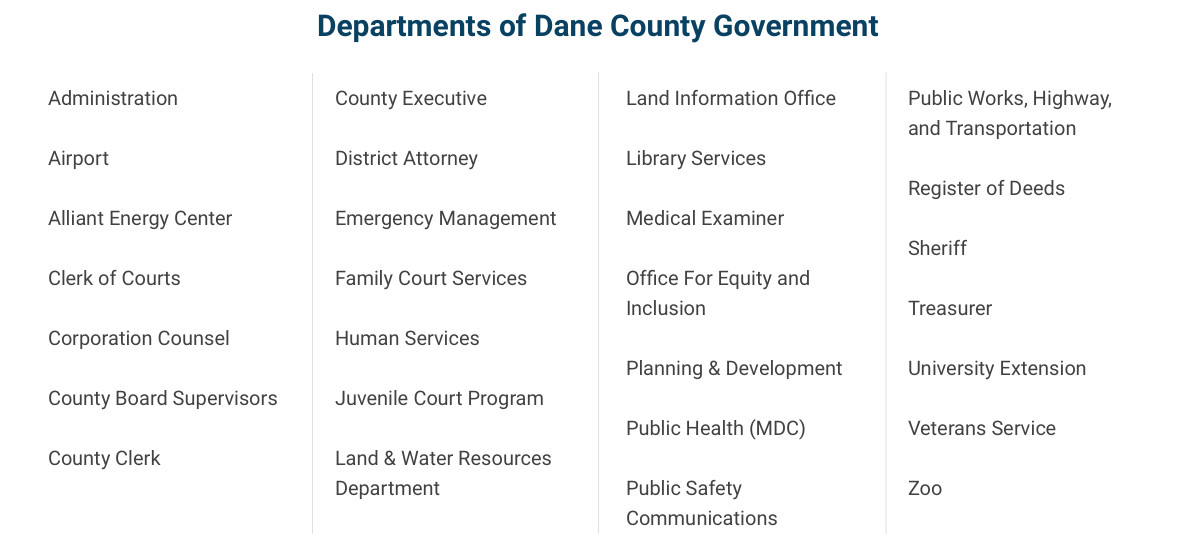 Departments of Dane County Government
Administration
Airport
Alliant Energy Center
Clerk of Courts
Corporation Counsel
County Board Supervisors
County Clerk
County Executive
District Attorney
Emergency Management
Family Court Services
Human Services
Juvenile Court Program
Land & Water Resources
Department
Land Information Office
Library Services
Medical Examiner
Office For Equity and
Inclusion
Planning & Development
Public Health (MDC)
Public Safety
Communications
Public Works, Highway,
and Transportation
Register of Deeds
Sheriff
Treasurer
University Extension
Veterans Service
Zoo